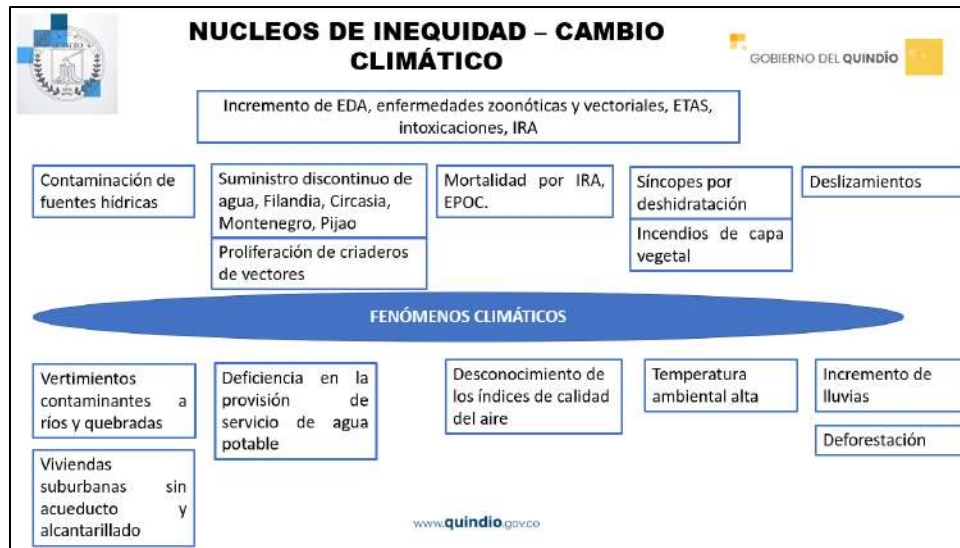 NUCLEOS DE INEQUIDAD – CAMBIO
CLIMÁTICO
GOBIERNO DEL QUINDÍO
Incremento de EDA, enfermedades zoonóticas y vectoriales, ETAS,
intoxicaciones, IRA
Contaminación de
fuentes hídricas
Suministro discontinuo de
agua, Filandia, Circasia,
Montenegro, Pijao
Proliferación de criaderos
de vectores
Mortalidad por IRA,
EPOC.
Síncopes por
deshidratación
Incendios de capa
vegetal
Deslizamientos
FENÓMENOS CLIMÁTICOS
Vertimientos
contaminantes a
ríos y quebradas
Viviendas
suburbanas sin
acueducto y
alcantarillado
Deficiencia en la
provisión de
servicio de agua
potable
Desconocimiento de
los índices de calidad
del aire
Temperatura
ambiental alta
Incremento de
lluvias
Deforestación
www.quindio.gov.co